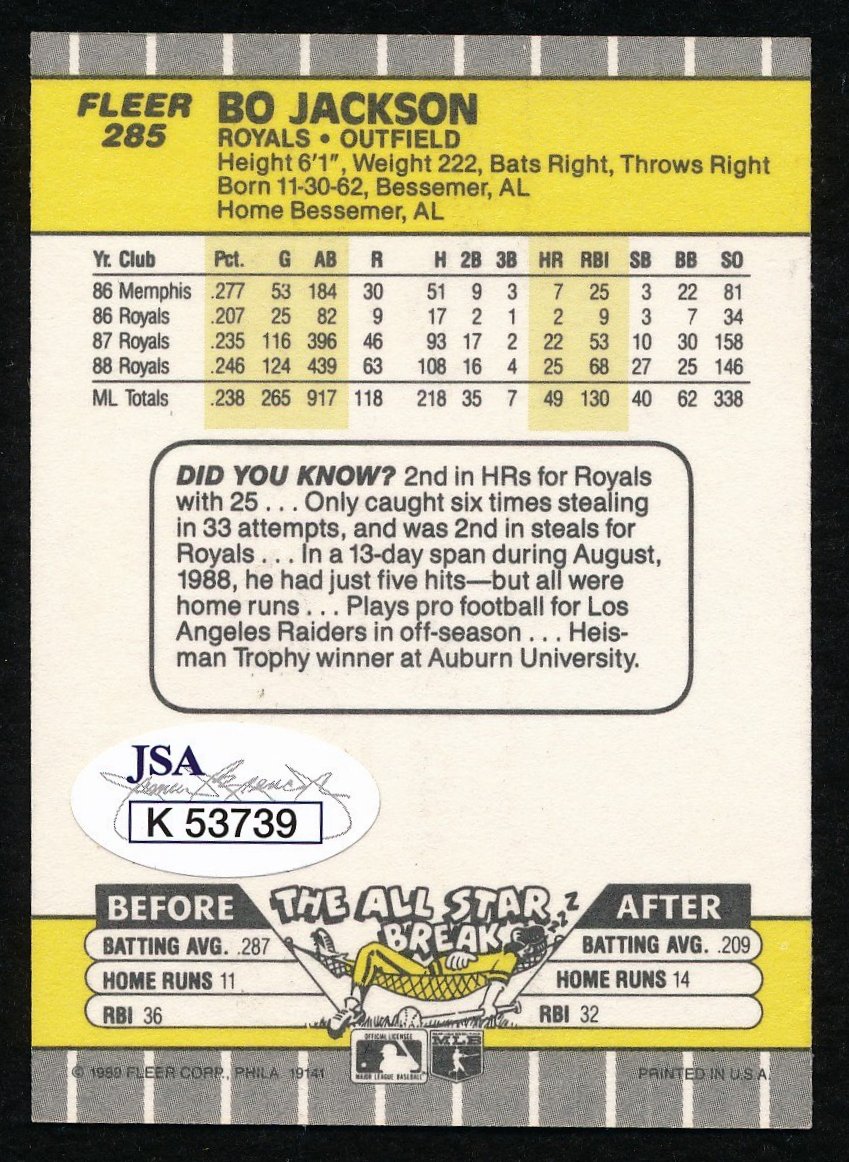 FLEER
285
BO JACKSON
ROYALS • OUTFIELD
Height 6'1", Weight 222, Bats Right, Throws Right
Born 11-30-62, Bessemer, AL
Home Bessemer, AL
Yr. Club Pct. G AB R H 2B 3B HR RBI SB BB SO
86 Memphis .277 53 184 30 51 9 3 7 25 3 22 81
86 Royals .207 25 82 9 17 2 1 2 9 3 7 34
87 Royals .235 116 396 46 93 17 2 22 53 10 30 158
88 Royals .246 124 439 63 108 16 4 25 68 27 25 146
ML Totals .238 265 917 118 218 35 7 49 130 40 62 338
DID YOU KNOW? 2nd in HRs for Royals
with 25 . . . Only caught six times stealing
in 33 attempts, and was 2nd in steals for
Royals . . . In a 13-day span during August,
1988, he had just five hits—but all were
home runs . . . Plays pro football for Los
Angeles Raiders in off-season . . . Heis-
man Trophy winner at Auburn University.
JSA
K 53739
THE ALL STAR
BREAK
Z Z Z Z
BEFORE
BATTING AVG. .287
HOME RUNS 11
RBI 36
AFTER
BATTING AVG. .209
HOME RUNS 14
RBI 32
OFFICIAL LICENSEE
MAJOR LEAGUE BASEBALL
MLB
© 1989 FLEER CORP., PHILA. 19141
PRINTED IN U.S.A.